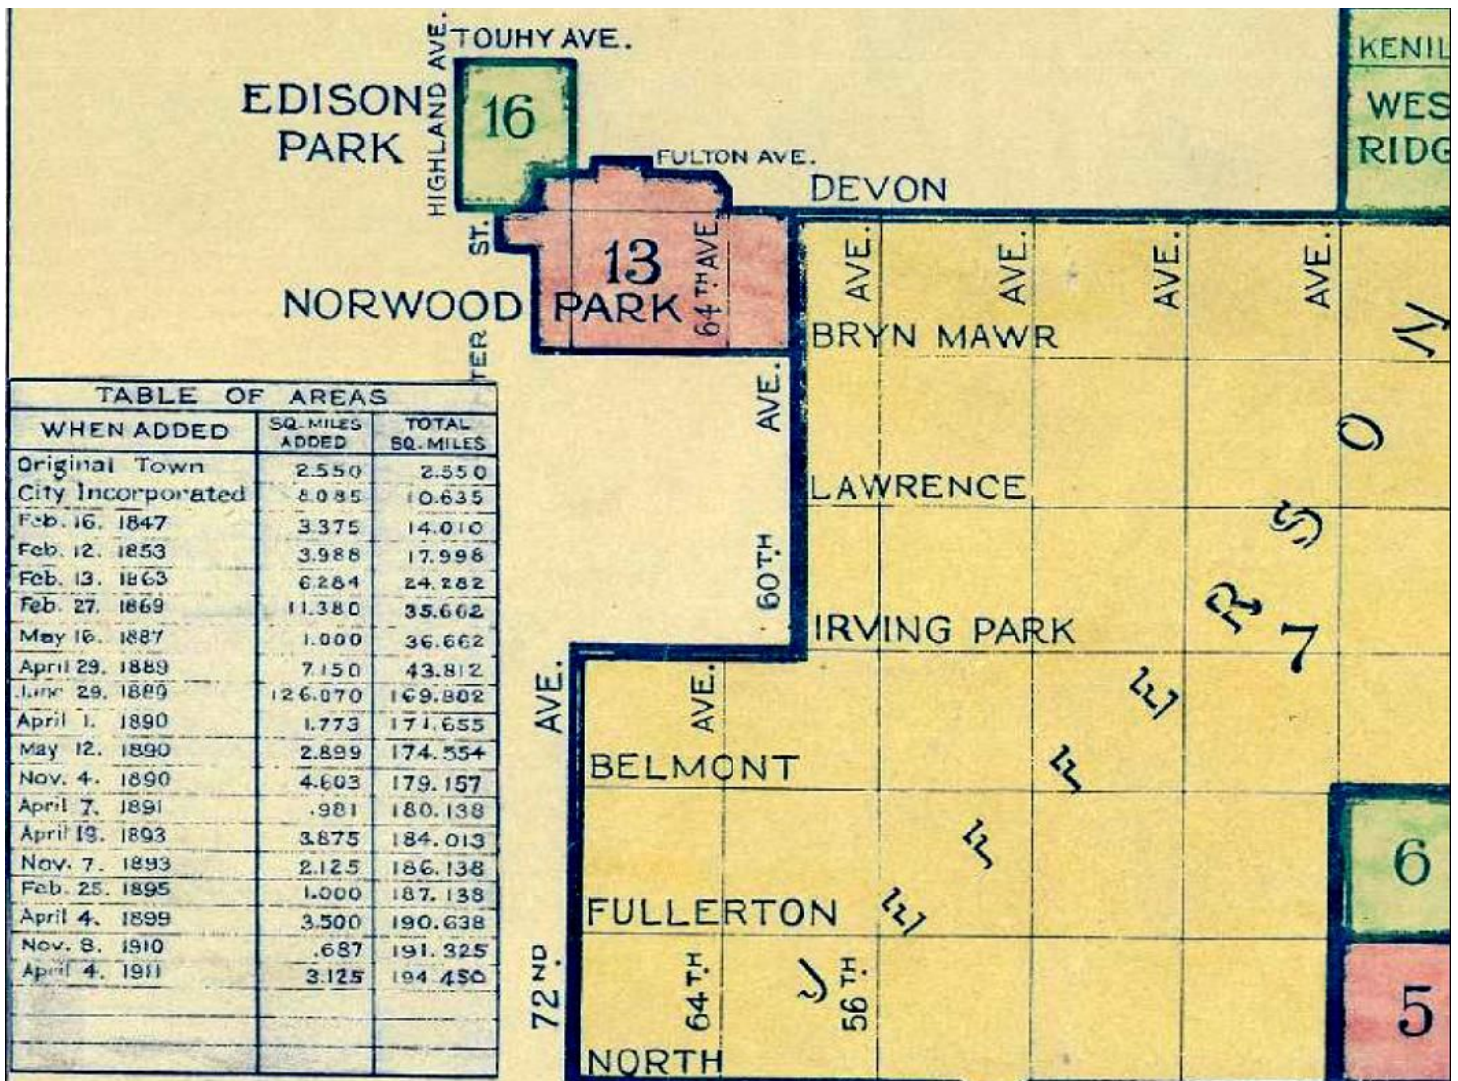 TOUHY AVE.
HIGHLAND AVE.
EDISON
PARK
16
FULTON AVE.
DEVON
KENIL
WES
RIDG
ST.
TER
13
NORWOOD PARK
64TH AVE.
AVE.
AVE.
AVE.
AVE.
BRYN MAWR
AVE.
60TH
LAWRENCE
IRVING PARK
7
J E F F E R S O N
AVE.
72ND.
AVE.
64TH.
56TH.
BELMONT
FULLERTON
NORTH
6
5
TABLE OF AREAS
WHEN ADDED SQ. MILES ADDED TOTAL SQ. MILES
Original Town 2.550 2.550
City Incorporated 8.085 10.635
Feb. 16. 1847 3.375 14.010
Feb. 12. 1853 3.988 17.998
Feb. 13. 1863 6.284 24.282
Feb. 27. 1869 11.380 35.662
May 16. 1887 1.000 36.662
April 29. 1889 7.150 43.812
June 29. 1889 126.070 169.882
April 1. 1890 1.773 171.655
May 12. 1890 2.899 174.554
Nov. 4. 1890 4.603 179.157
April 7. 1891 .981 180.138
April 1893 3.875 184.013
Nov. 7. 1893 2.125 186.138
Feb. 25. 1895 1.000 187.138
April 4. 1899 3.500 190.638
Nov. 8. 1910 .687 191.325
April 4. 1911 3.125 194.450